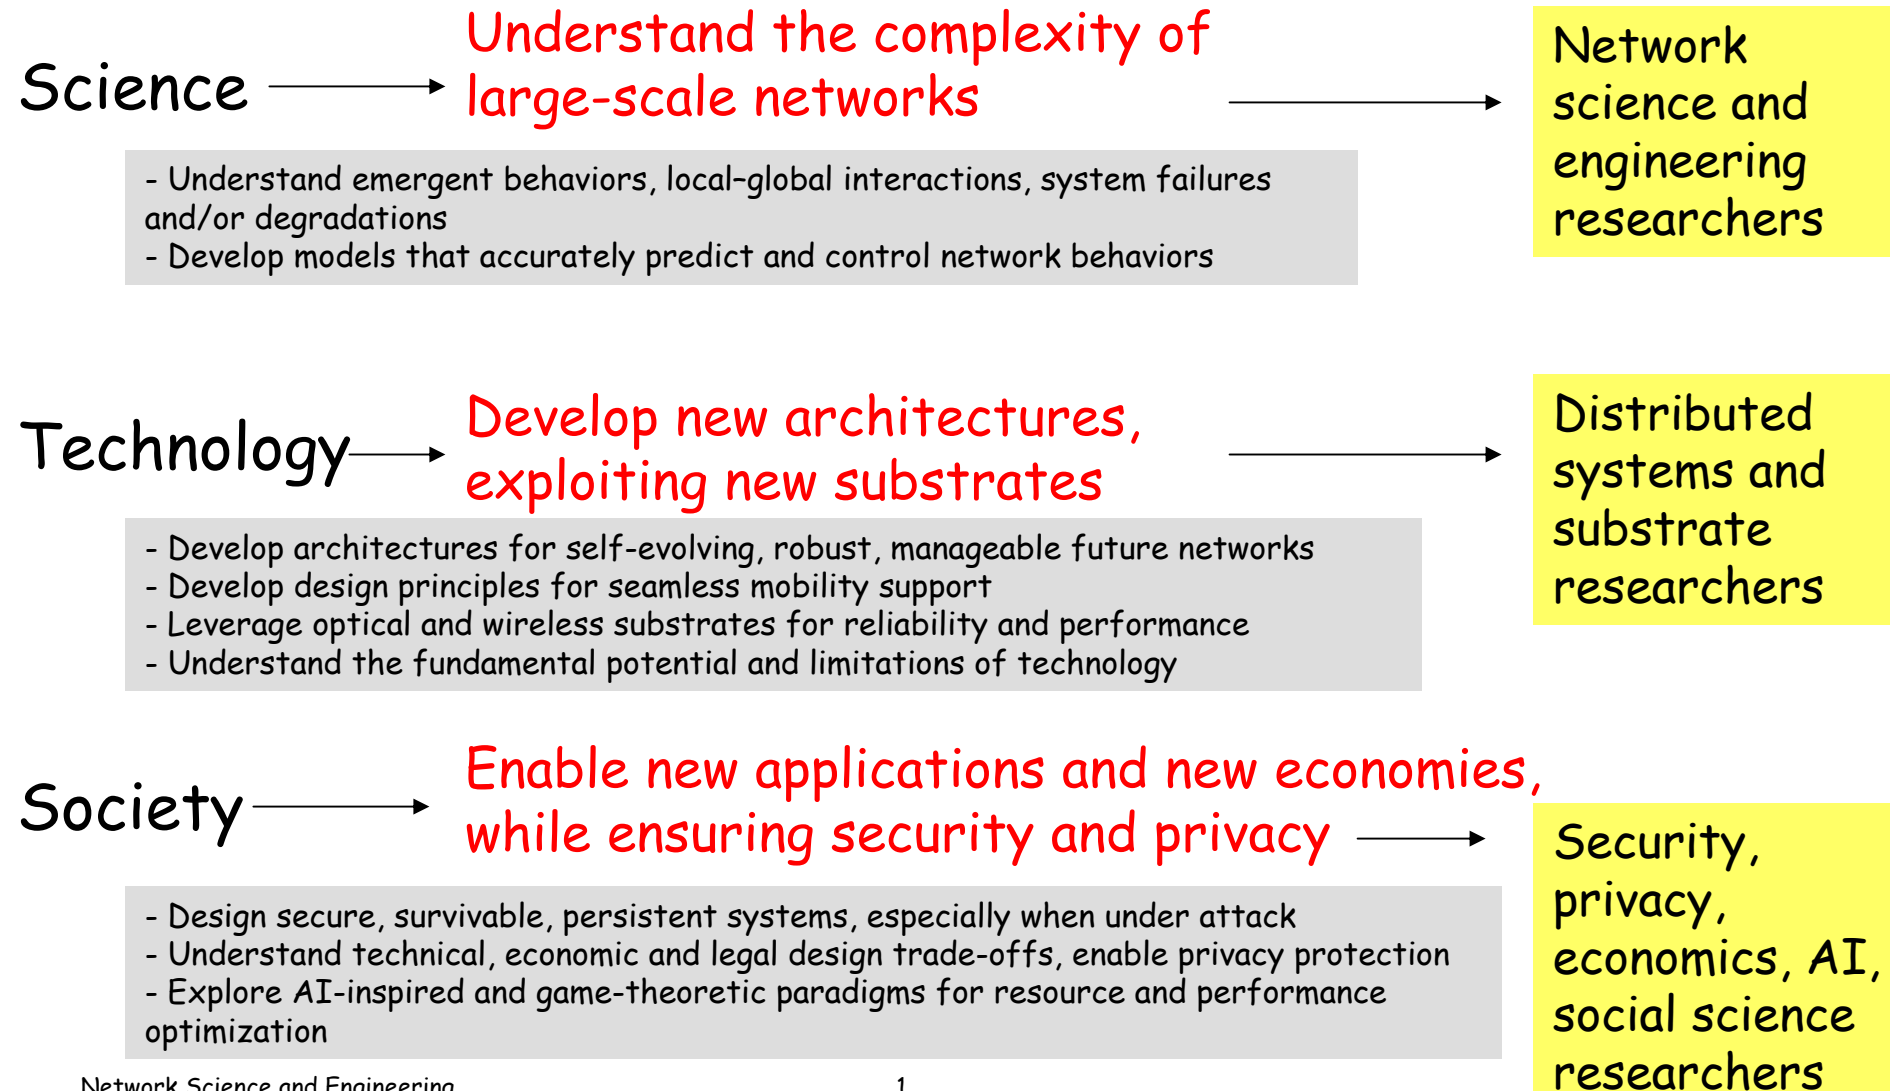 Science
Understand the complexity of
large-scale networks
Network
science and
engineering
researchers
- Understand emergent behaviors, local–global interactions, system failures
and/or degradations
- Develop models that accurately predict and control network behaviors
Technology
Develop new architectures,
exploiting new substrates
Distributed
systems and
substrate
researchers
- Develop architectures for self-evolving, robust, manageable future networks
- Develop design principles for seamless mobility support
- Leverage optical and wireless substrates for reliability and performance
- Understand the fundamental potential and limitations of technology
Society
Enable new applications and new economies,
while ensuring security and privacy
Security,
privacy,
economics, AI,
social science
researchers
- Design secure, survivable, persistent systems, especially when under attack
- Understand technical, economic and legal design trade-offs, enable privacy protection
- Explore AI-inspired and game-theoretic paradigms for resource and performance
optimization
Network Science and Engineering
1